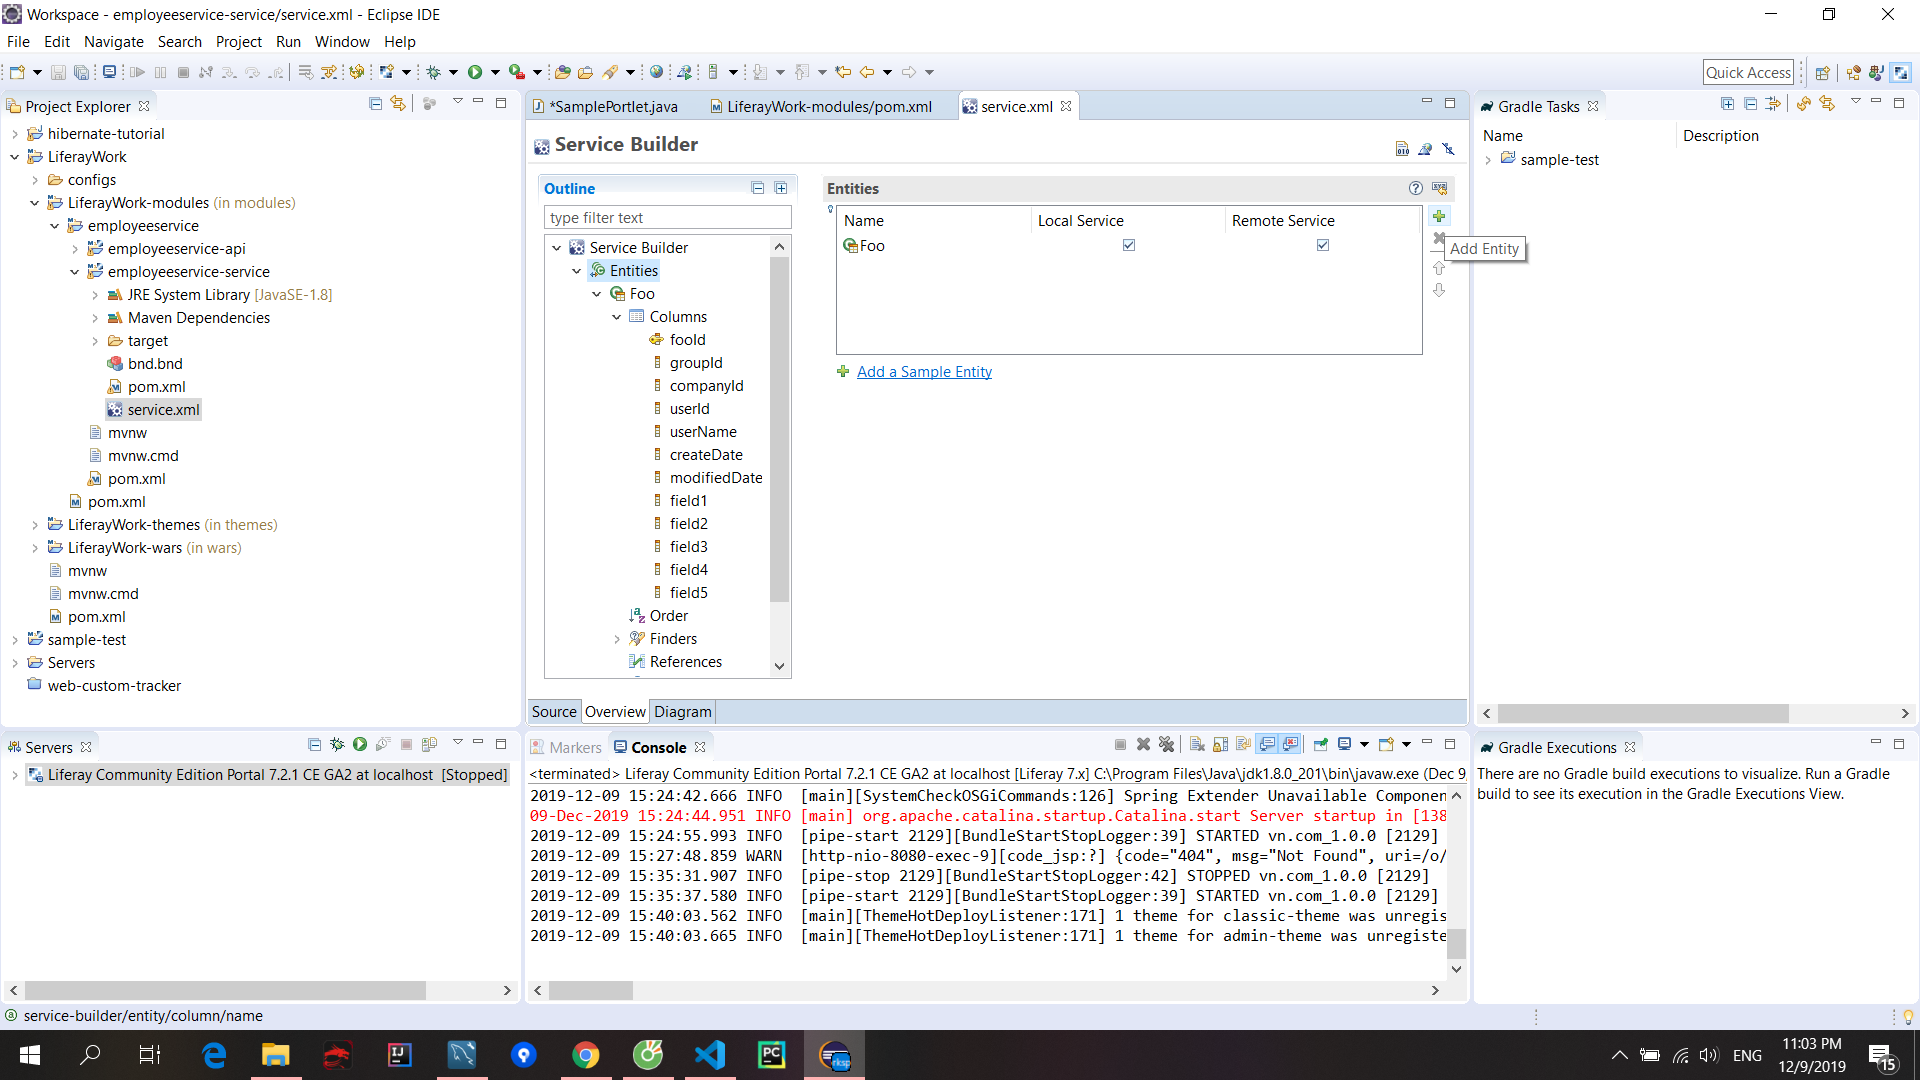 Workspace - employeeservice-service/service.xml - Eclipse IDE
File Edit Navigate Search Project Run Window Help
Quick Access
Project Explorer
hibernate-tutorial
LiferayWork
configs
LiferayWork-modules (in modules)
employeeservice
employeeservice-api
employeeservice-service
JRE System Library [JavaSE-1.8]
Maven Dependencies
target
bnd.bnd
pom.xml
service.xml
mvnw
mvnw.cmd
pom.xml
pom.xml
LiferayWork-themes (in themes)
LiferayWork-wars (in wars)
mvnw
mvnw.cmd
pom.xml
sample-test
Servers
web-custom-tracker
*SamplePortlet.java LiferayWork-modules/pom.xml service.xml
Service Builder
Outline
type filter text
Service Builder
Entities
Foo
Columns
fooId
groupId
companyId
userId
userName
createDate
modifiedDate
field1
field2
field3
field4
field5
Order
Finders
References
Entities
Name Local Service Remote Service
Foo
Add Entity
Add a Sample Entity
Source Overview Diagram
Gradle Tasks
Name Description
sample-test
Servers
Liferay Community Edition Portal 7.2.1 CE GA2 at localhost [Stopped]
Markers Console
<terminated> Liferay Community Edition Portal 7.2.1 CE GA2 at localhost [Liferay 7.x] C:\Program Files\Java\jdk1.8.0_201\bin\javaw.exe (Dec 9,
2019-12-09 15:24:42.666 INFO [main][SystemCheckOSGiCommands:126] Spring Extender Unavailable Componen
09-Dec-2019 15:24:44.951 INFO [main] org.apache.catalina.startup.Catalina.start Server startup in [138
2019-12-09 15:24:55.993 INFO [pipe-start 2129][BundleStartStopLogger:39] STARTED vn.com_1.0.0 [2129]
2019-12-09 15:27:48.859 WARN [http-nio-8080-exec-9][code_jsp:?] {code="404", msg="Not Found", uri=/o/
2019-12-09 15:35:31.907 INFO [pipe-stop 2129][BundleStartStopLogger:42] STOPPED vn.com_1.0.0 [2129]
2019-12-09 15:35:37.580 INFO [pipe-start 2129][BundleStartStopLogger:39] STARTED vn.com_1.0.0 [2129]
2019-12-09 15:40:03.562 INFO [main][ThemeHotDeployListener:171] 1 theme for classic-theme was unregis
2019-12-09 15:40:03.665 INFO [main][ThemeHotDeployListener:171] 1 theme for admin-theme was unregiste
Gradle Executions
There are no Gradle build executions to visualize. Run a Gradle
build to see its execution in the Gradle Executions View.
service-builder/entity/column/name
ENG
11:03 PM
12/9/2019
15